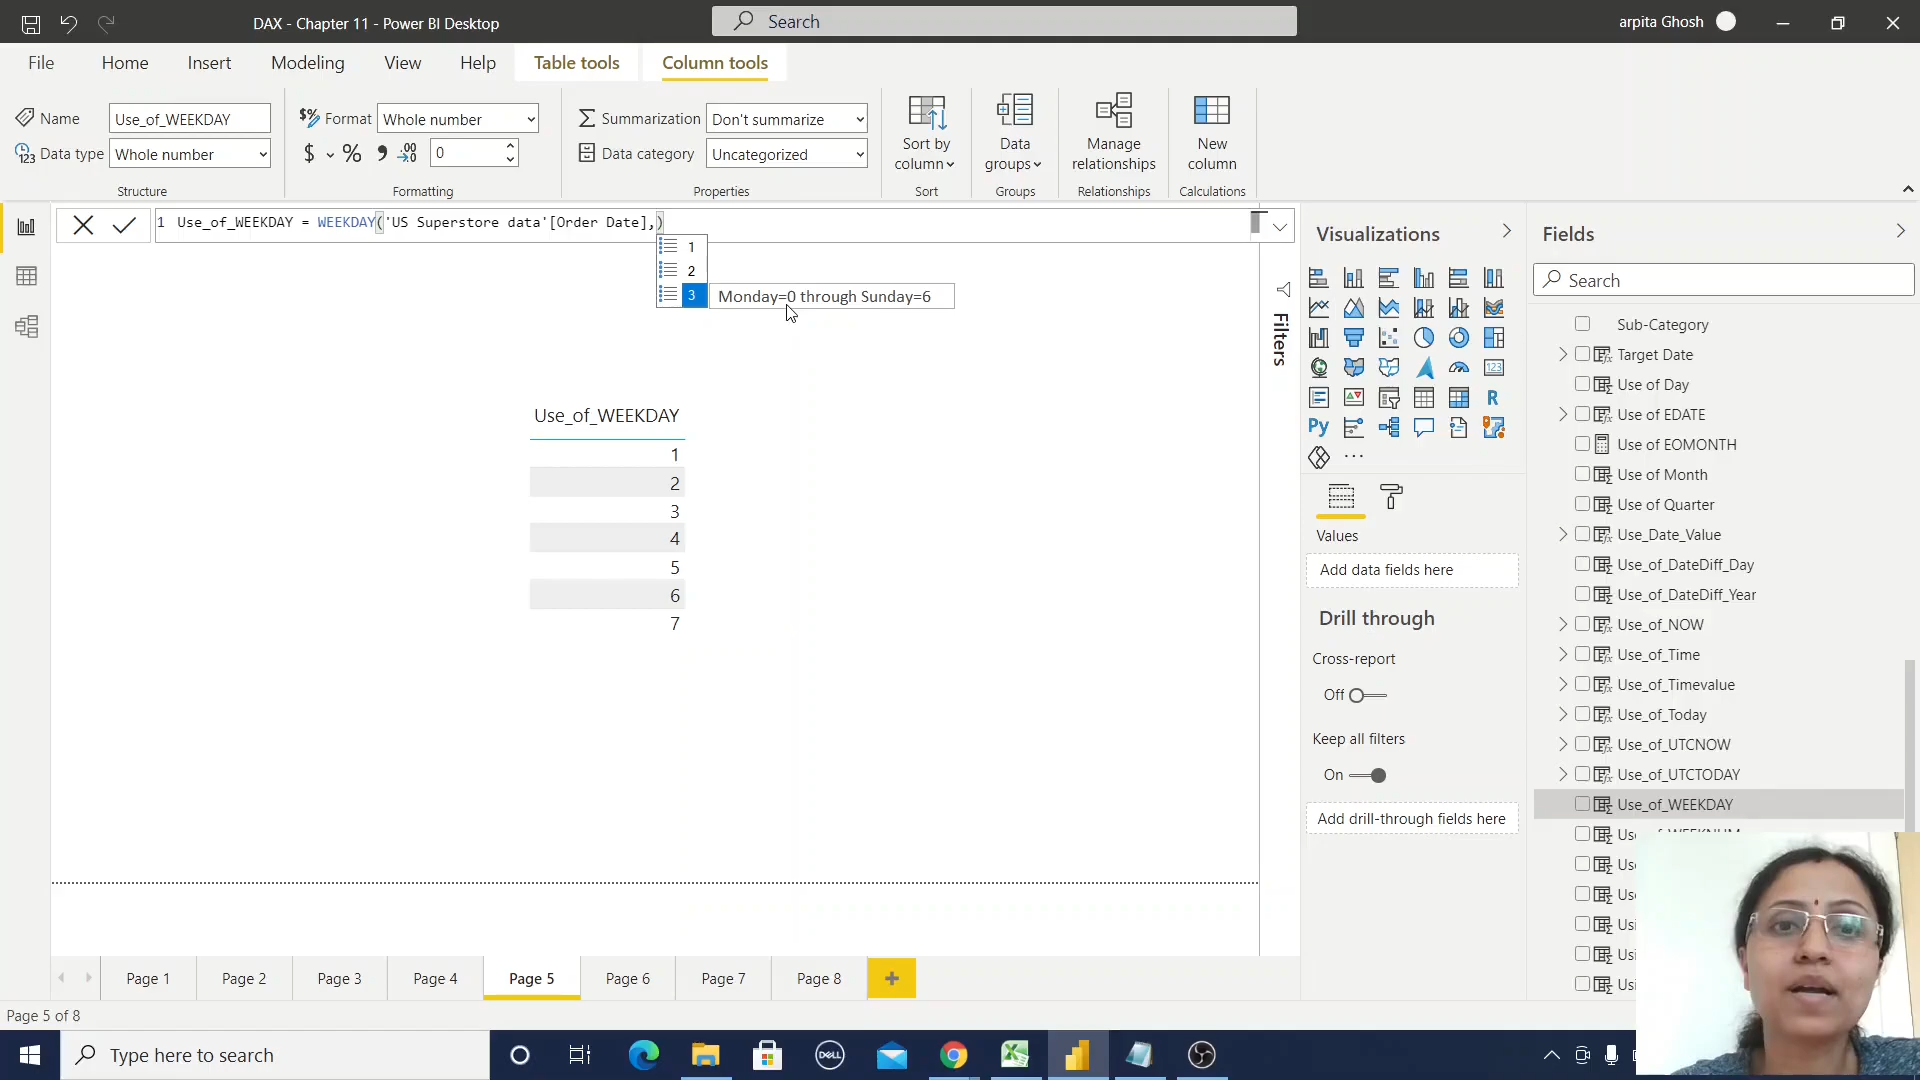 DAX - Chapter 11 - Power BI Desktop
Search
arpita Ghosh
File Home Insert Modeling View Help Table tools Column tools
Name Use_of_WEEKDAY
Data type Whole number
Structure
Format Whole number
$ % 0
Formatting
Summarization Don't summarize
Data category Uncategorized
Properties
Sort by column
Sort
Data groups
Groups
Manage relationships
Relationships
New column
Calculations
1 Use_of_WEEKDAY = WEEKDAY('US Superstore data'[Order Date],)
1
2
3 Monday=0 through Sunday=6
Use_of_WEEKDAY
1
2
3
4
5
6
7
Filters
Visualizations
R
Py
123
Values
Add data fields here
Drill through
Cross-report
Off
Keep all filters
On
Add drill-through fields here
Fields
Search
Sub-Category
Target Date
Use of Day
Use of EDATE
Use of EOMONTH
Use of Month
Use of Quarter
Use_Date_Value
Use_of_DateDiff_Day
Use_of_DateDiff_Year
Use_of_NOW
Use_of_Time
Use_of_Timevalue
Use_of_Today
Use_of_UTCNOW
Use_of_UTCTODAY
Use_of_WEEKDAY
Page 1 Page 2 Page 3 Page 4 Page 5 Page 6 Page 7 Page 8
Page 5 of 8
Type here to search
DELL